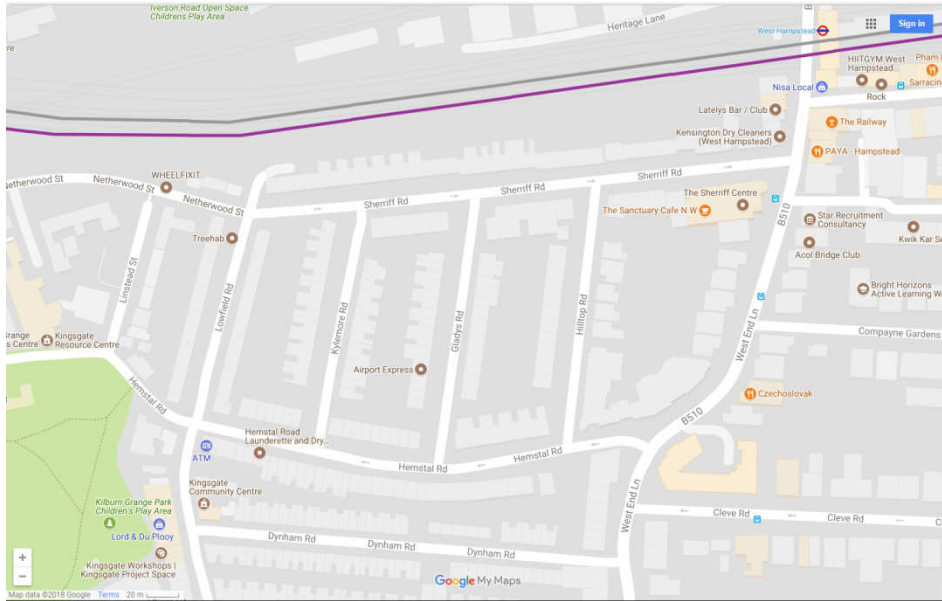 Iverson Road Open Space
Children's Play Area
Heritage Lane
B
West Hampstead
Sign in
re
HIITGYM West
Hampstead
Pham
Sarracin
Nisa Local
Rock
Latelys Bar / Club
Kensington Dry Cleaners
(West Hampstead)
The Railway
PAYA - Hampstead
WHEELFIXIT
Netherwood St
Netherwood St
Netherwood St
Sherriff Rd
Sherriff Rd
Sherriff Rd
The Sherriff Centre
The Sanctuary Cafe N W
B510
Star Recruitment
Consultancy
Kwik Kar Se
Acol Bridge Club
Treehab
Linstead St
Lowfield Rd
Kylemore Rd
Gladys Rd
Hilltop Rd
West End Ln
Bright Horizons
Active Learning W
Grange
s Centre
Kingsgate
Resource Centre
Compayne Gardens
Airport Express
Hemstal Rd
Czechoslovak
B510
Hemstal Road
Launderette and Dry...
ATM
Hemstal Rd
Hemstal Rd
Kingsgate
Community Centre
West End Ln
Kilburn Grange Park
Children's Play Area
Lord & Du Plooy
Cleve Rd
Cleve Rd
C
Dynham Rd
Dynham Rd
Dynham Rd
Kingsgate Workshops |
Kingsgate Project Space
+
−
Google My Maps
Map data ©2018 Google Terms 20 m